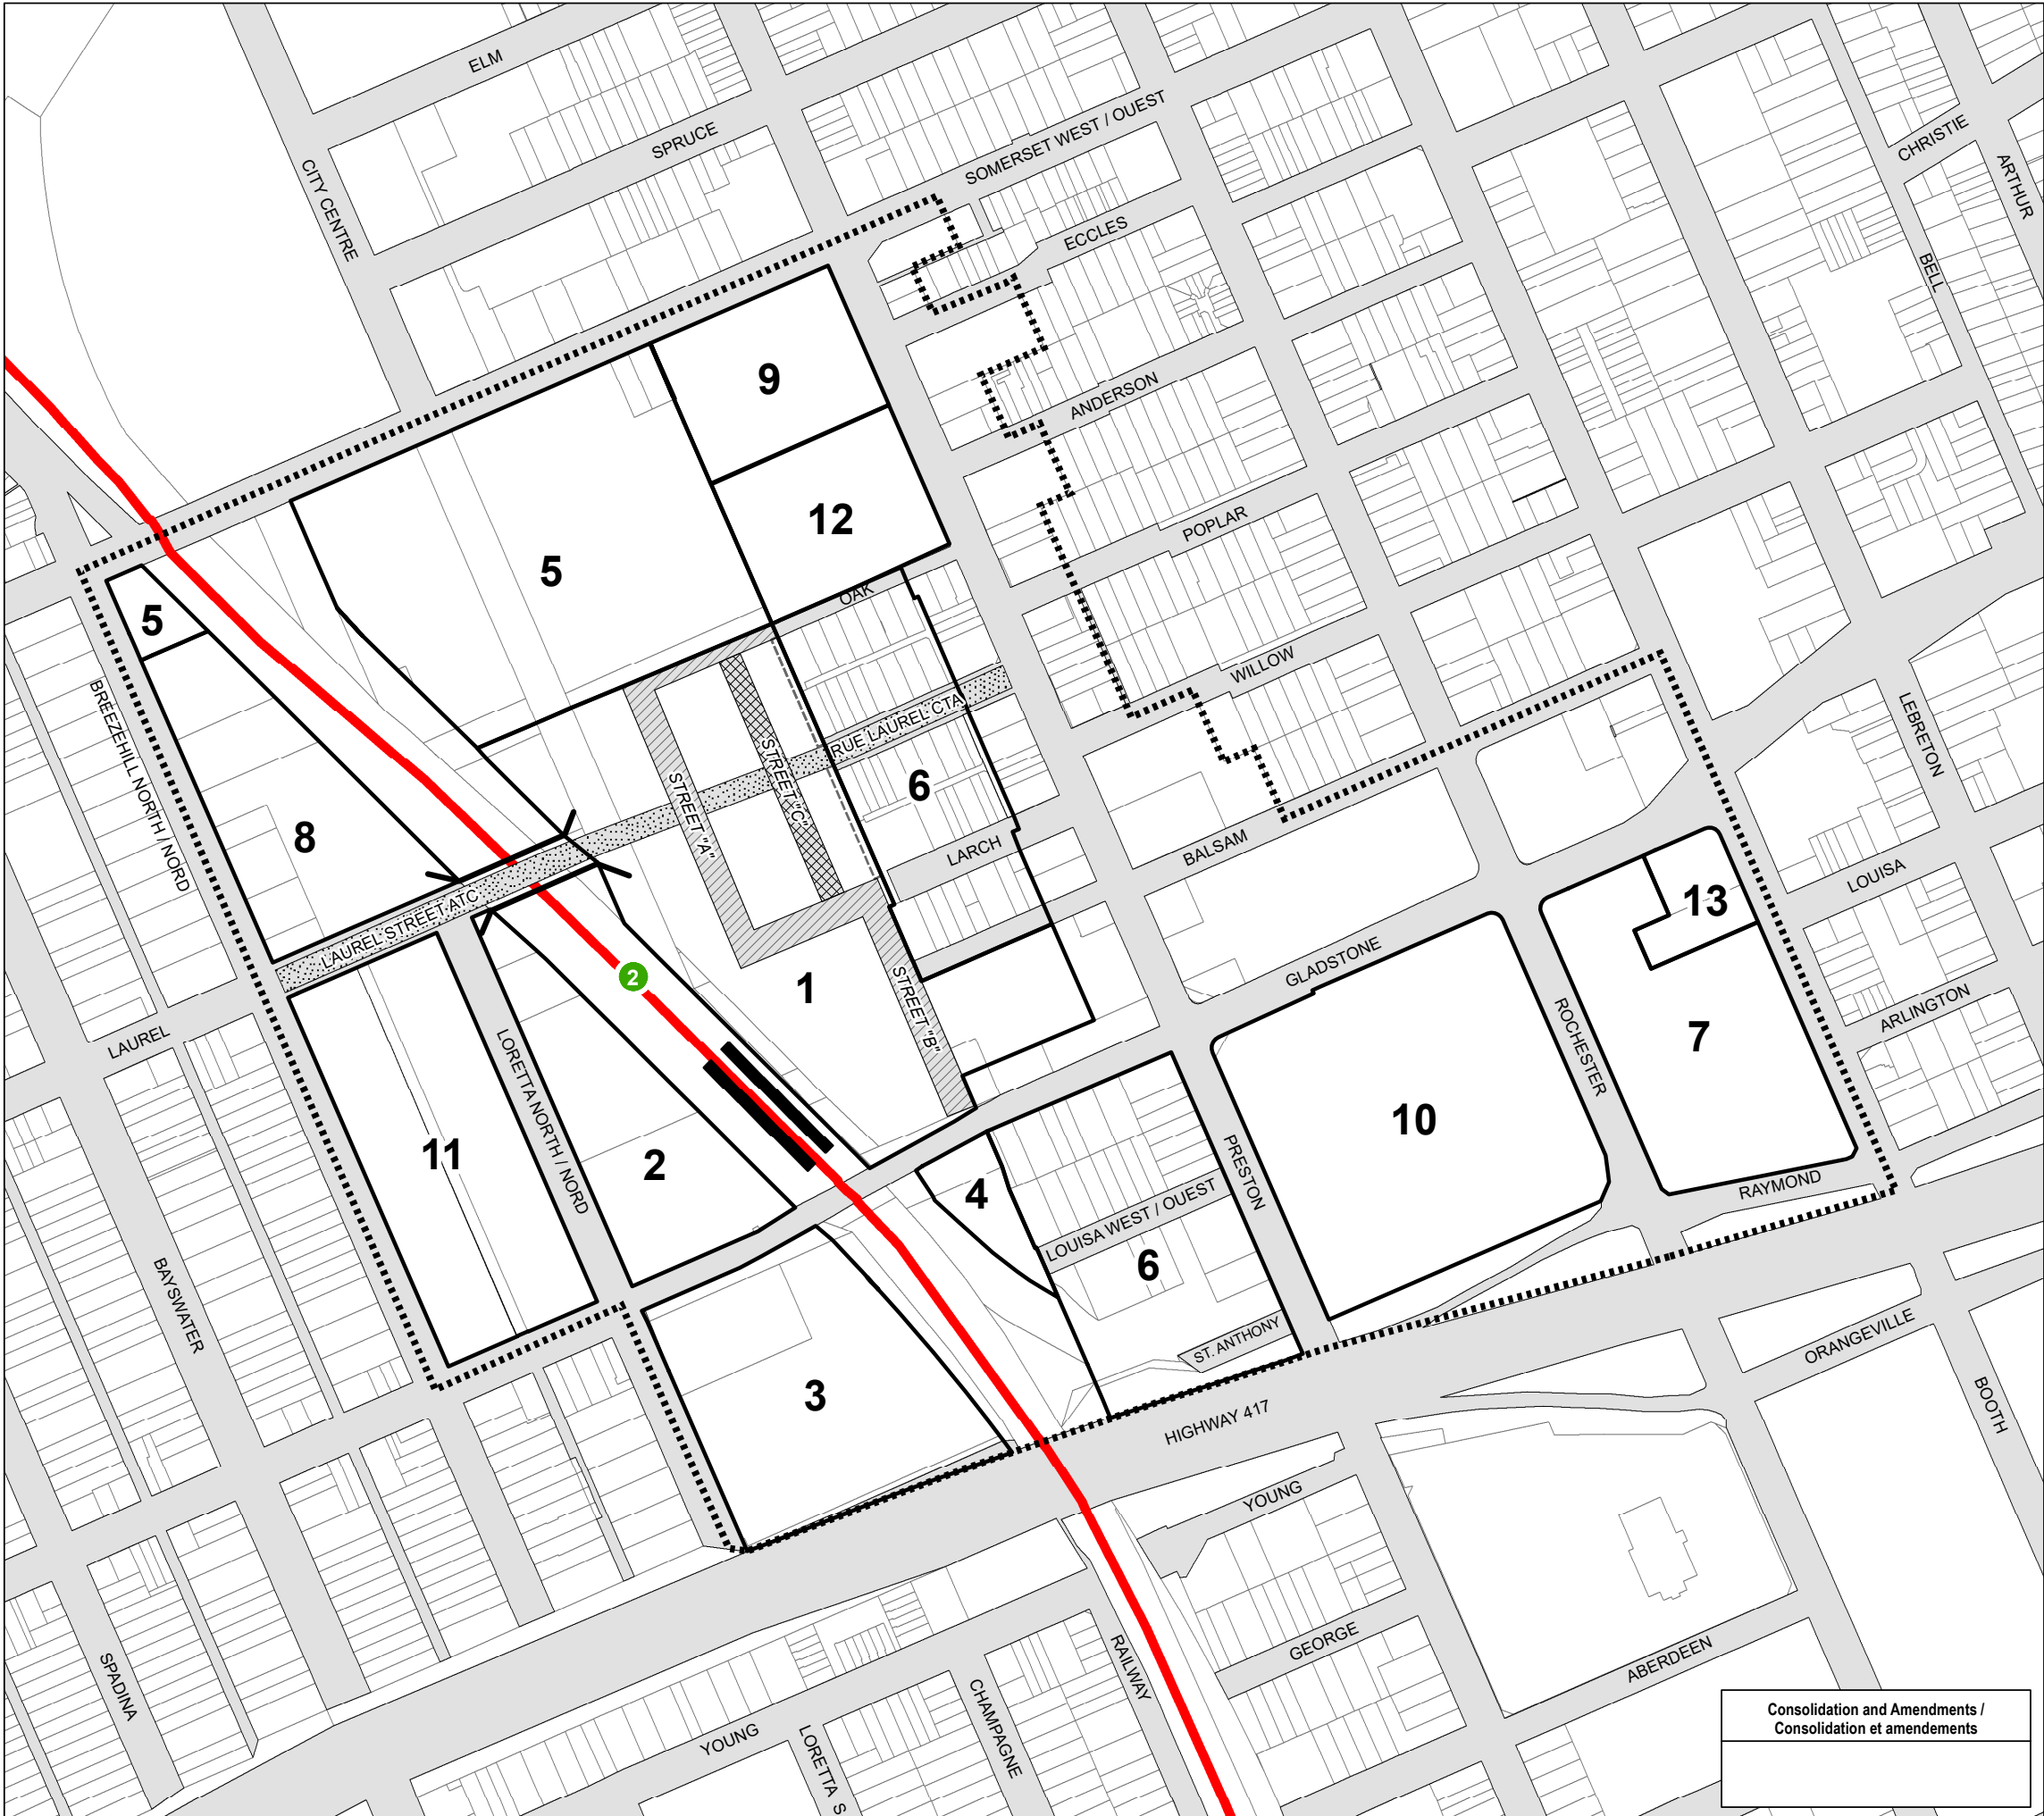 ELM
SPRUCE
CITY CENTRE
SOMERSET WEST / OUEST
CHRISTIE
ARTHUR
ECCLES
BELL
9
ANDERSON
12
POPLAR
5
OAK
5
WILLOW
BREEZEHILL NORTH / NORD
RUE LAUREL CTA
STREET "C"
LEBRETON
6
STREET "A"
8
LARCH
BALSAM
LOUISA
13
LAUREL STREET ATC
GLADSTONE
2
1
STREET "B"
ARLINGTON
ROCHESTER
7
LAUREL
LORETTA NORTH / NORD
10
11
2
PRESTON
4
RAYMOND
LOUISA WEST / OUEST
6
BAYSWATER
ST. ANTHONY
ORANGEVILLE
3
BOOTH
HIGHWAY 417
YOUNG
GEORGE
ABERDEEN
RAILWAY
SPADINA
CHAMPAGNE
YOUNG
LORETTA S
Consolidation and Amendments /
Consolidation et amendements